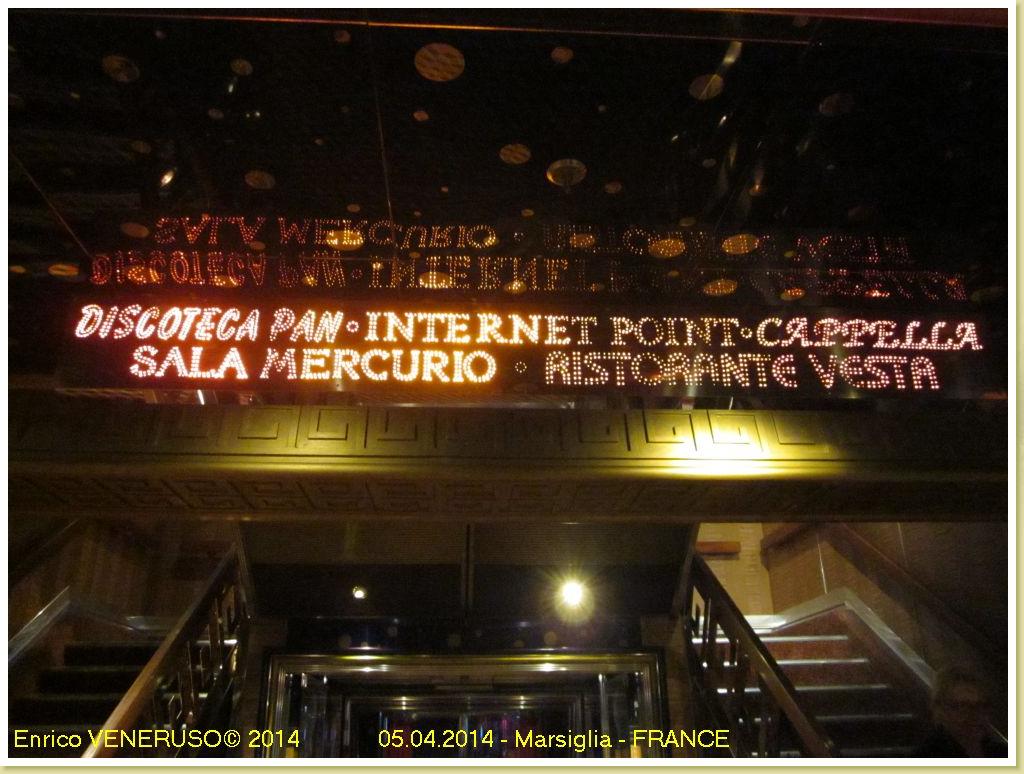 DISCOTECA PAN • INTERNET POINT • CAPPELLA
SALA MERCURIO • RISTORANTE VESTA
Enrico VENERUSO© 2014 05.04.2014 - Marsiglia - FRANCE